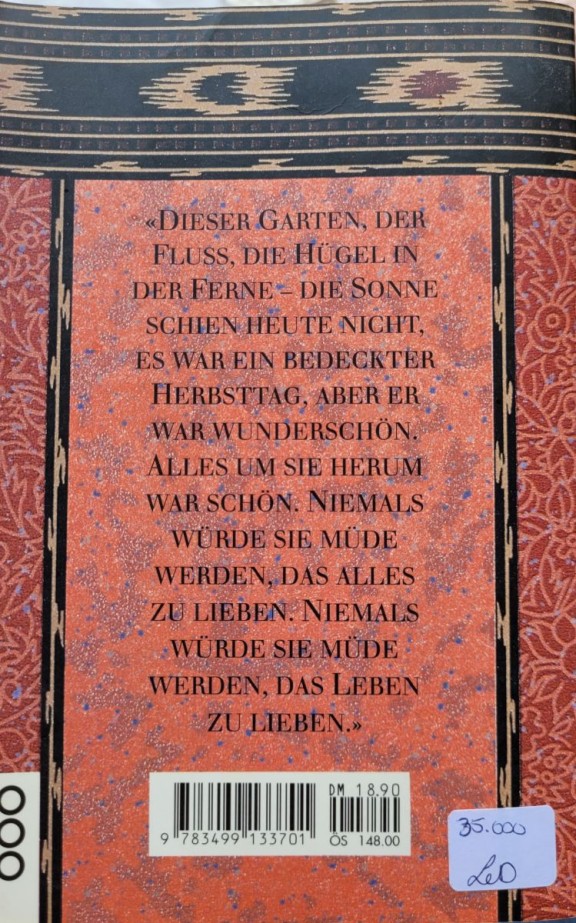 «DIESER GARTEN, DER
FLUSS, DIE HÜGEL IN
DER FERNE – DIE SONNE
SCHIEN HEUTE NICHT,
ES WAR EIN BEDECKTER
HERBSTTAG, ABER ER
WAR WUNDERSCHÖN.
ALLES UM SIE HERUM
WAR SCHÖN. NIEMALS
WÜRDE SIE MÜDE
WERDEN, DAS ALLES
ZU LIEBEN. NIEMALS
WÜRDE SIE MÜDE
WERDEN, DAS LEBEN
ZU LIEBEN.»
DM 18.90
9 783499 133701
ÖS 148.00
35.000